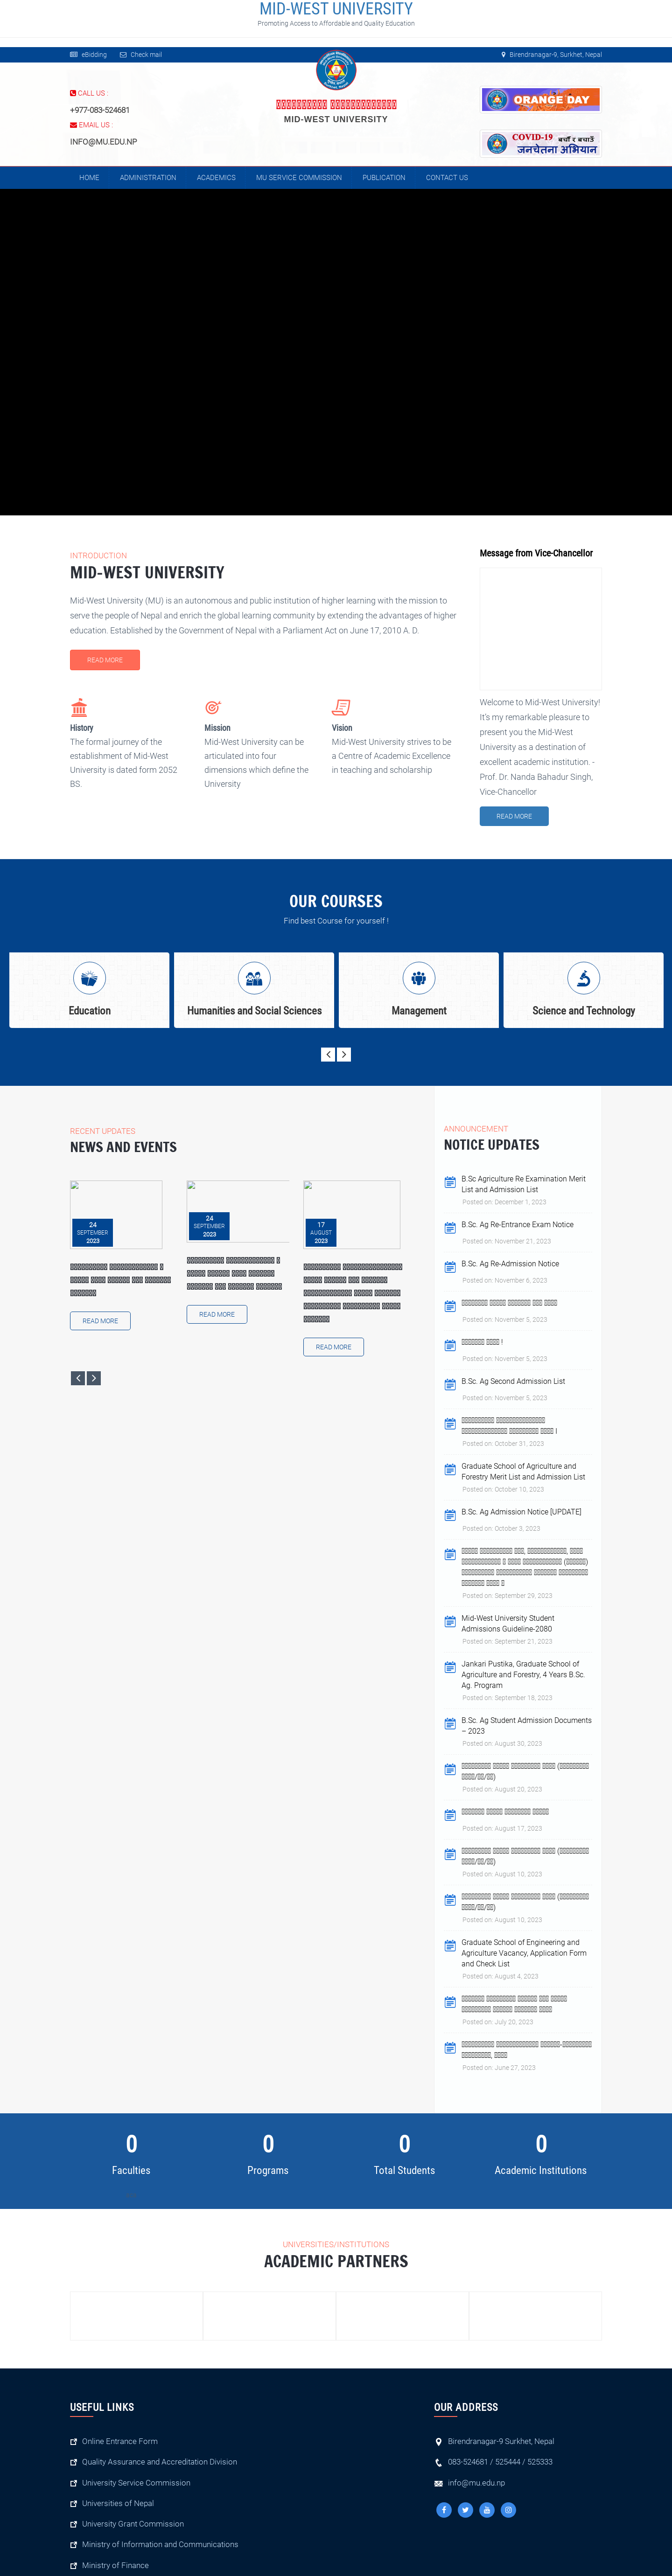 MID-WEST UNIVERSITY
Promoting Access to Affordable and Quality Education
eBidding
Check mail
Birendranagar-9, Surkhet, Nepal
CALL US :
+977-083-524681
EMAIL US :
INFO@MU.EDU.NP
MID-WEST UNIVERSITY
ORANGE DAY
COVID-19 बचौं र बचाउँ
जनचेतना अभियान
HOME
ADMINISTRATION
ACADEMICS
MU SERVICE COMMISSION
PUBLICATION
CONTACT US
INTRODUCTION
MID-WEST UNIVERSITY
Mid-West University (MU) is an autonomous and public institution of higher learning with the mission to
serve the people of Nepal and enrich the global learning community by extending the advantages of higher
education. Established by the Government of Nepal with a Parliament Act on June 17, 2010 A. D.
READ MORE
History
The formal journey of the
establishment of Mid-West
University is dated form 2052
BS.
Mission
Mid-West University can be
articulated into four
dimensions which define the
University
Vision
Mid-West University strives to be
a Centre of Academic Excellence
in teaching and scholarship
Message from Vice-Chancellor
Welcome to Mid-West University!
It's my remarkable pleasure to
present you the Mid-West
University as a destination of
excellent academic institution. -
Prof. Dr. Nanda Bahadur Singh,
Vice-Chancellor
READ MORE
OUR COURSES
Find best Course for yourself !
Education
Humanities and Social Sciences
Management
Science and Technology
RECENT UPDATES
NEWS AND EVENTS
24
SEPTEMBER
2023
READ MORE
24
SEPTEMBER
2023
READ MORE
17
AUGUST
2023
READ MORE
ANNOUNCEMENT
NOTICE UPDATES
B.Sc Agriculture Re Examination Merit
List and Admission List
Posted on: December 1, 2023
B.Sc. Ag Re-Entrance Exam Notice
Posted on: November 21, 2023
B.Sc. Ag Re-Admission Notice
Posted on: November 6, 2023
Posted on: November 5, 2023
Posted on: November 5, 2023
B.Sc. Ag Second Admission List
Posted on: November 5, 2023
Posted on: October 31, 2023
Graduate School of Agriculture and
Forestry Merit List and Admission List
Posted on: October 10, 2023
B.Sc. Ag Admission Notice [UPDATE]
Posted on: October 3, 2023
Posted on: September 29, 2023
Mid-West University Student
Admissions Guideline-2080
Posted on: September 21, 2023
Jankari Pustika, Graduate School of
Agriculture and Forestry, 4 Years B.Sc.
Ag. Program
Posted on: September 18, 2023
B.Sc. Ag Student Admission Documents
– 2023
Posted on: August 30, 2023
Posted on: August 20, 2023
Posted on: August 17, 2023
Posted on: August 10, 2023
Posted on: August 10, 2023
Graduate School of Engineering and
Agriculture Vacancy, Application Form
and Check List
Posted on: August 4, 2023
Posted on: July 20, 2023
Posted on: June 27, 2023
0
Faculties
0
Programs
0
Total Students
0
Academic Institutions
UNIVERSITIES/INSTITUTIONS
ACADEMIC PARTNERS
USEFUL LINKS
Online Entrance Form
Quality Assurance and Accreditation Division
University Service Commission
Universities of Nepal
University Grant Commission
Ministry of Information and Communications
Ministry of Finance
OUR ADDRESS
Birendranagar-9 Surkhet, Nepal
083-524681 / 525444 / 525333
info@mu.edu.np